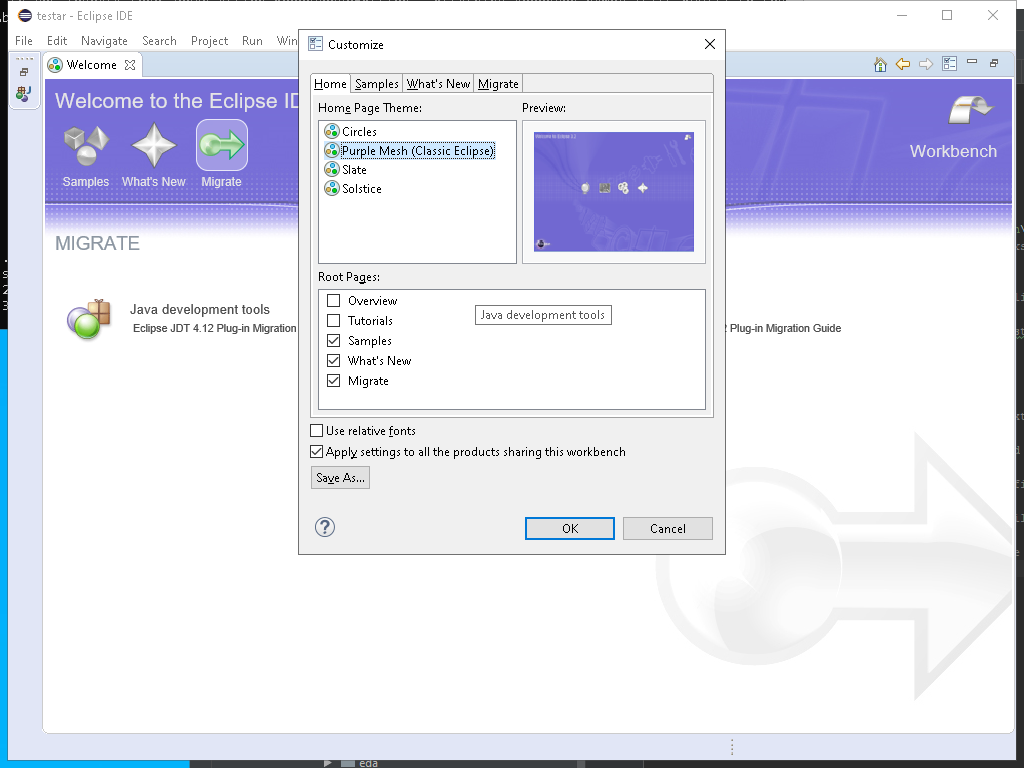 testar - Eclipse IDE
File Edit Navigate Search Project Run Win
Customize
Welcome
Home Samples What's New Migrate
Welcome to the Eclipse ID
Home Page Theme:
Preview:
Circles
Purple Mesh (Classic Eclipse)
Slate
Solstice
Workbench
Samples What's New Migrate
MIGRATE
Root Pages:
Overview
Tutorials
Samples
What's New
Migrate
Java development tools
Java development tools
Eclipse JDT 4.12 Plug-in Migration
2 Plug-in Migration Guide
Use relative fonts
Apply settings to all the products sharing this workbench
Save As...
?
OK Cancel
eda